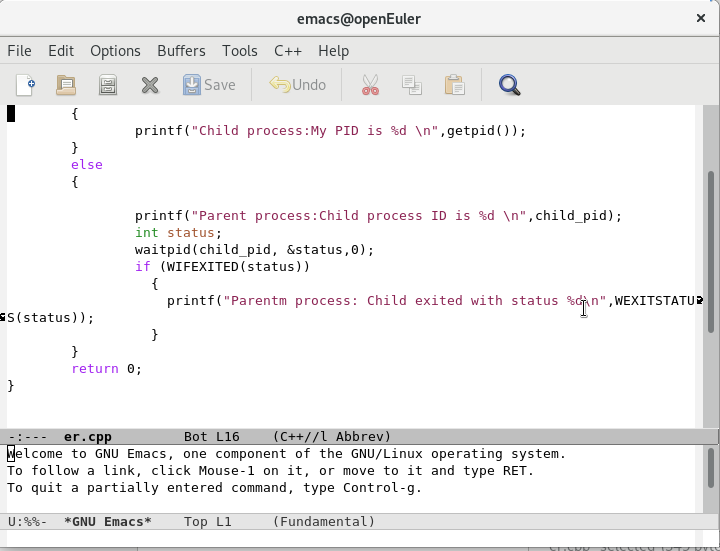 emacs@openEuler
File Edit Options Buffers Tools C++ Help
Save Undo
{
printf("Child process:My PID is %d \n",getpid());
}
else
{
printf("Parent process:Child process ID is %d \n",child_pid);
int status;
waitpid(child_pid, &status,0);
if (WIFEXITED(status))
{
printf("Parentm process: Child exited with status %d\n",WEXITSTATU
S(status));
}
}
return 0;
}
-:--- er.cpp Bot L16 (C++//l Abbrev)
Welcome to GNU Emacs, one component of the GNU/Linux operating system.
To follow a link, click Mouse-1 on it, or move to it and type RET.
To quit a partially entered command, type Control-g.
U:%%- *GNU Emacs* Top L1 (Fundamental)